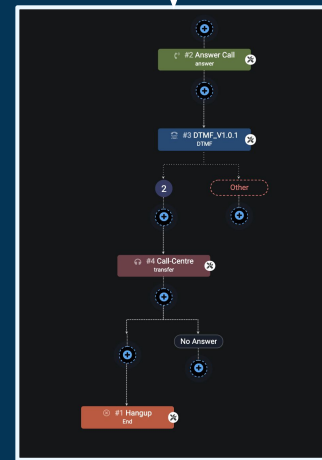 #2 Answer Call
answer
#3 DTMF_V1.0.1
DTMF
2
Other
#4 Call-Centre
transfer
No Answer
#1 Hangup
End